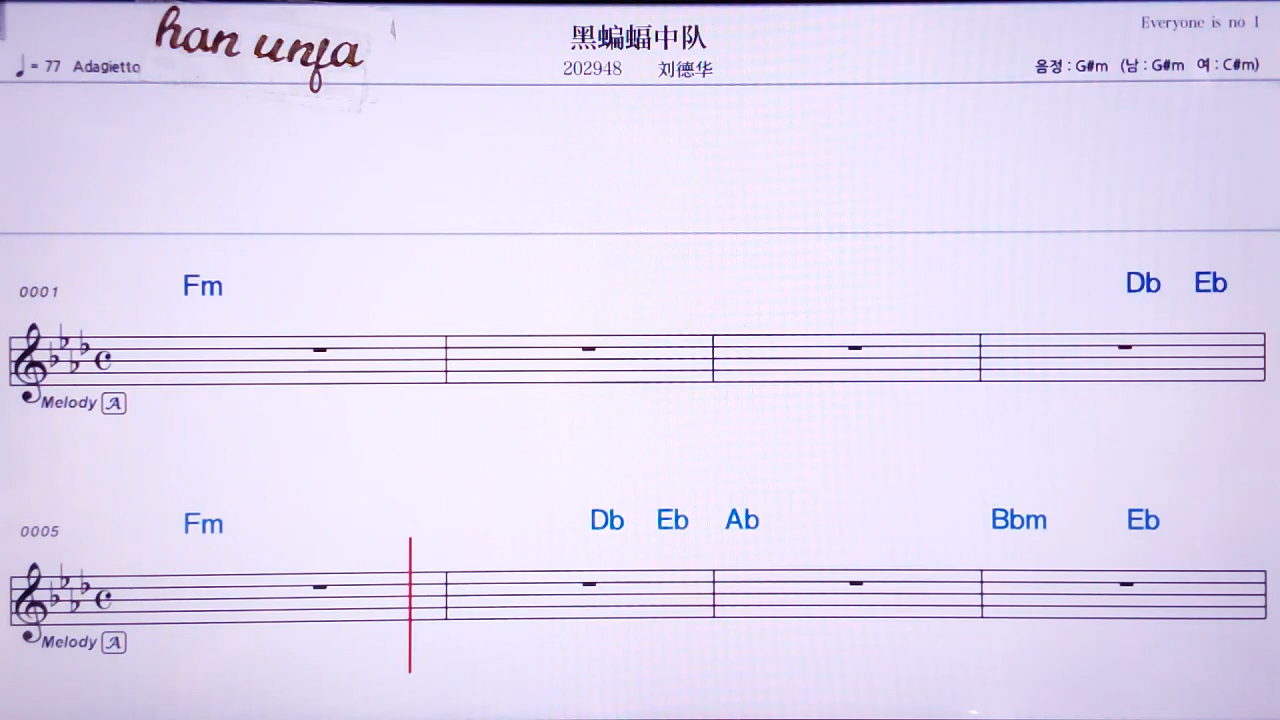 han unja
黑蝙蝠中队
Everyone is no 1
♩= 77 Adagietto
202948 刘德华
음정 : G#m (남 : G#m 여 : C#m)
0001 Fm Db Eb
Melody A
0005 Fm Db Eb Ab Bbm Eb
Melody A